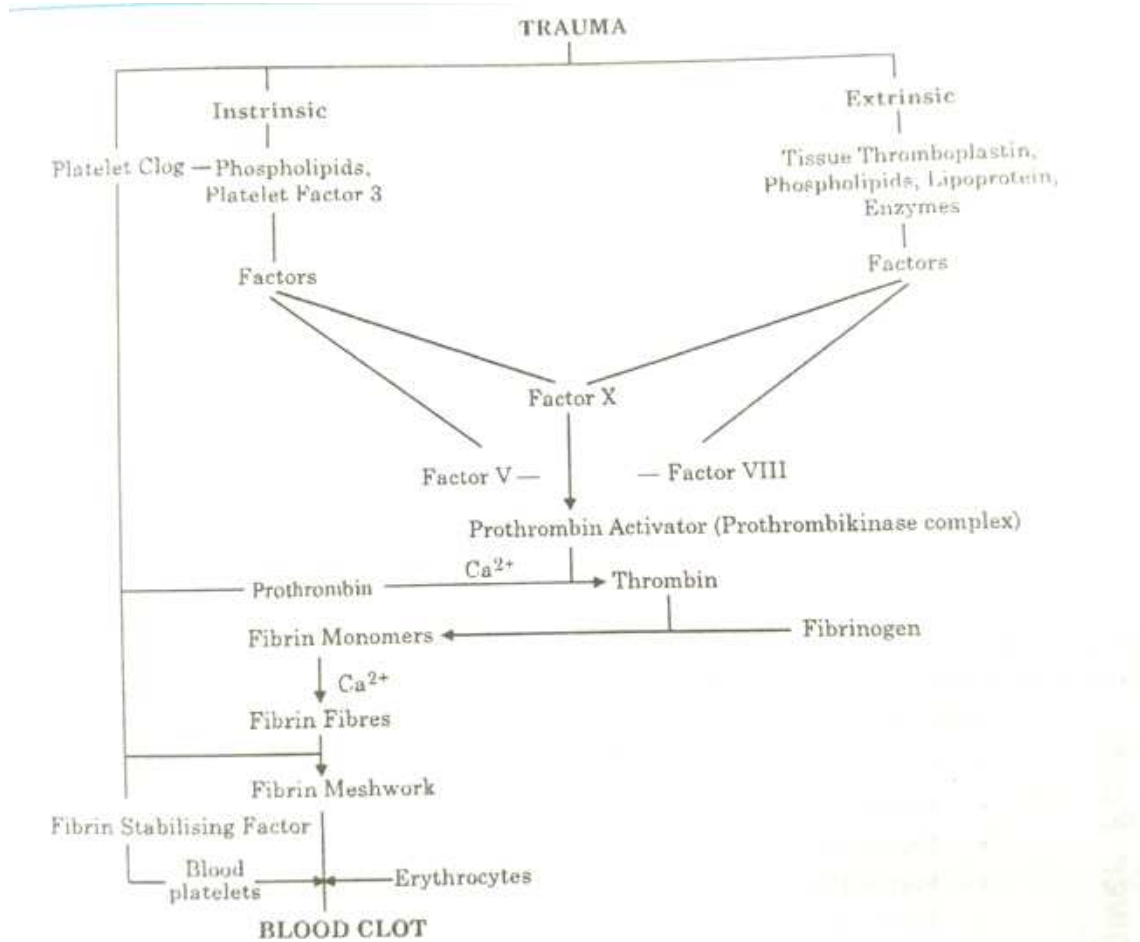 TRAUMA
Instrinsic
Extrinsic
Platelet Clog — Phospholipids,
Platelet Factor 3
Tissue Thromboplastin,
Phospholipids, Lipoprotein,
Enzymes
Factors
Factors
Factor X
Factor V —
— Factor VIII
Prothrombin Activator (Prothrombikinase complex)
Ca²⁺
Prothrombin
Thrombin
Fibrin Monomers
Fibrinogen
Ca²⁺
Fibrin Fibres
Fibrin Meshwork
Fibrin Stabilising Factor
Blood
platelets
Erythrocytes
BLOOD CLOT